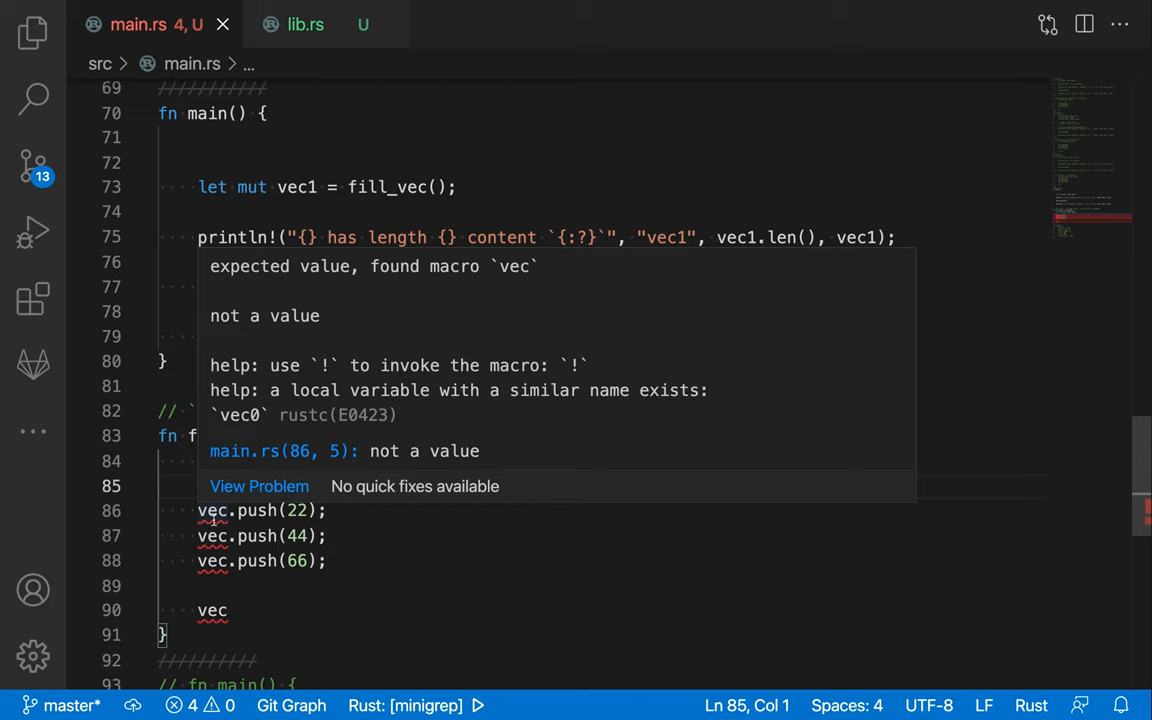 main.rs 4, U
lib.rs U
src > main.rs > ...
69 //////////
70 fn main() {
71
72
73 let mut vec1 = fill_vec();
74
75 println!("{} has length {} content `{:?}`", "vec1", vec1.len(), vec1);
76
expected value, found macro `vec`
77
not a value
78
79
help: use `!` to invoke the macro: `!`
80 }
help: a local variable with a similar name exists:
81
`vec0` rustc(E0423)
82 // `
83 fn f
main.rs(86, 5): not a value
84
85
View Problem No quick fixes available
86 vec.push(22);
87 vec.push(44);
88 vec.push(66);
89
90 vec
91 }
92 //////////
93 // fn main() {
13
master* 4 0 Git Graph Rust: [minigrep] Ln 85, Col 1 Spaces: 4 UTF-8 LF Rust